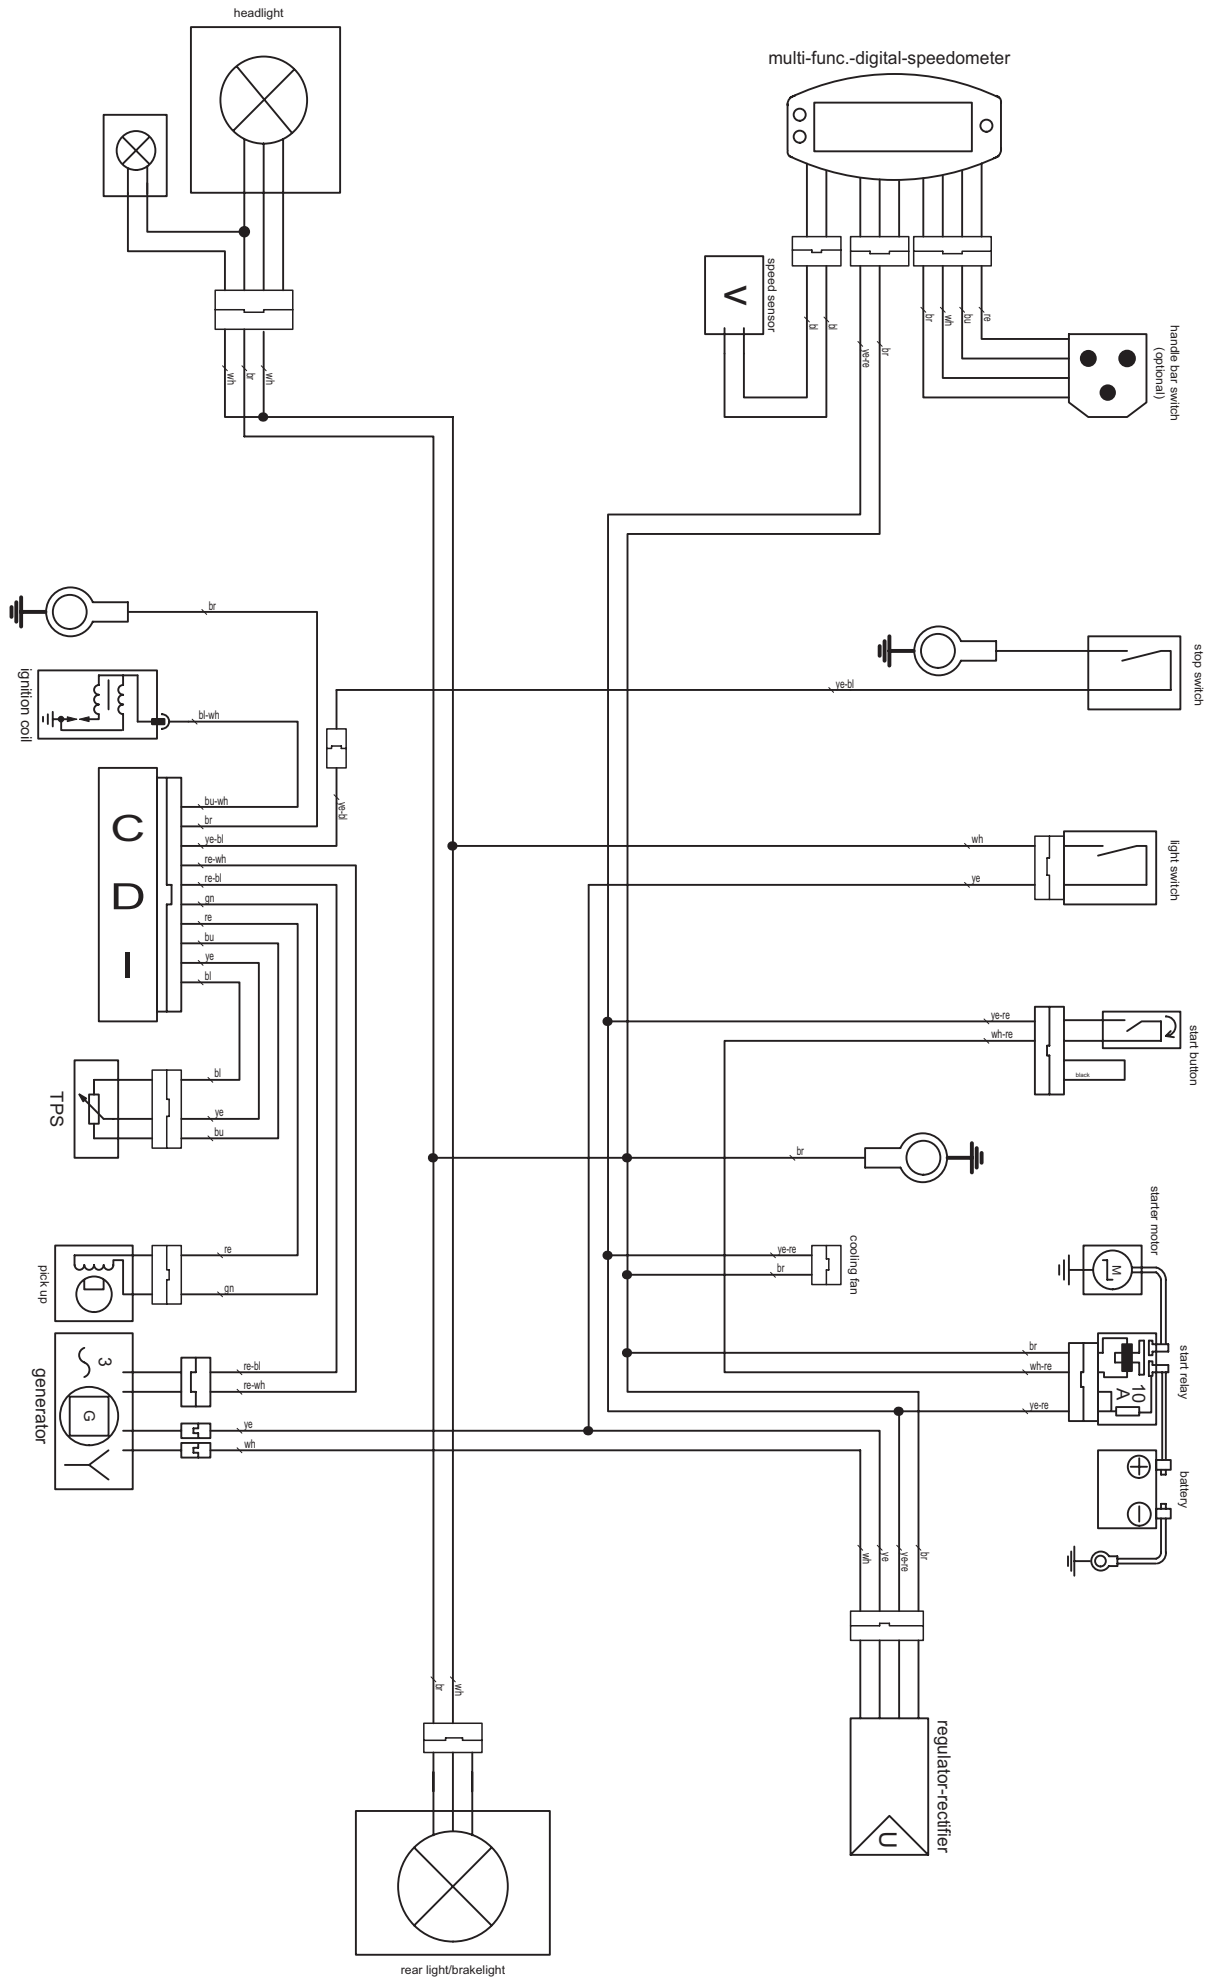 headlight
multi-func.-digital-speedometer
speed sensor
V
bl
bl
ye-re
br
br
wh
bu
re
handle bar switch
(optional)
wh
br
wh
br
stop switch
ye-bl
ignition coil
bl-wh
ye-bl
C
D
I
bu-wh
br
ye-bl
re-wh
re-bl
gn
re
bu
ye
bl
wh
ye
light switch
ye-re
wh-re
black
start button
TPS
bl
ye
bu
br
starter motor
M
pick up
re
gn
ye-re
br
cooling fan
br
wh-re
ye-re
10
A
start relay
3
G
generator
re-bl
re-wh
ye
wh
battery
wh
ye
ye-re
br
br
wh
regulator-rectifier
U
rear light/brakelight